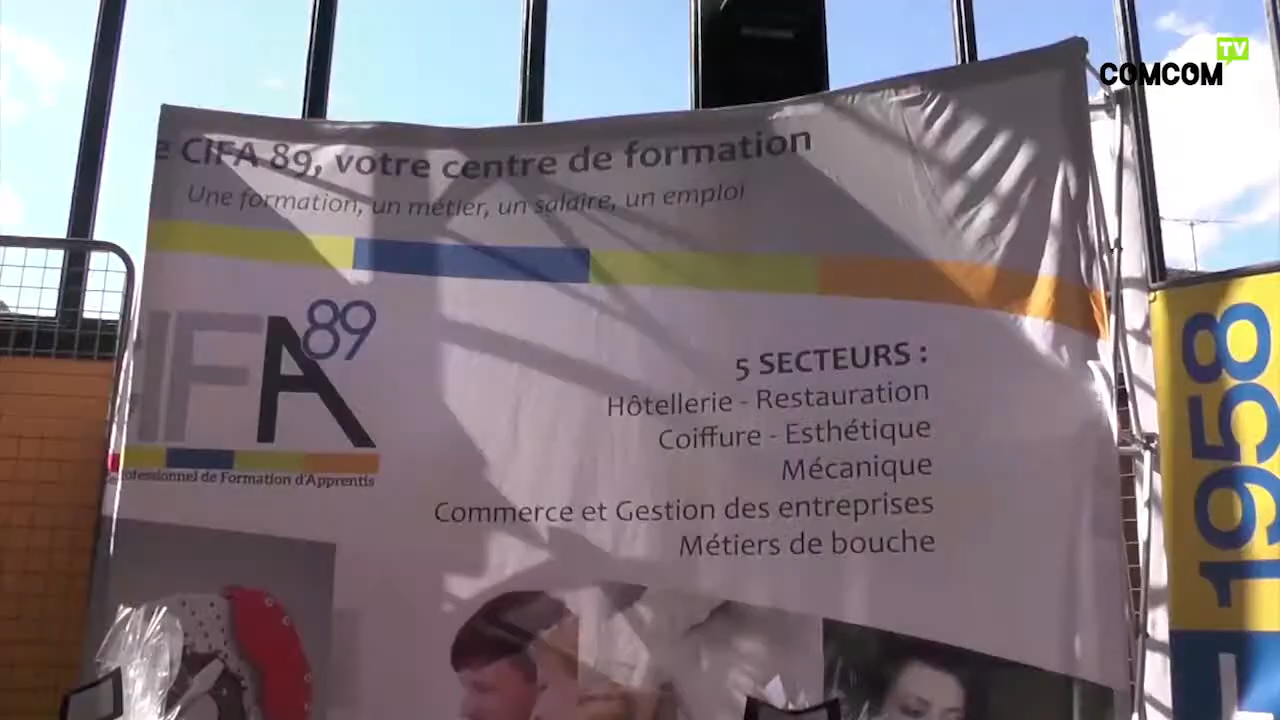 COMCOM TV
CIFA 89, votre centre de formation
Une formation, un métier, un salaire, un emploi
IFA 89
de Formation d'Apprentis
5 SECTEURS :
Hôtellerie - Restauration
Coiffure - Esthétique
Mécanique
Commerce et Gestion des entreprises
Métiers de bouche
1958